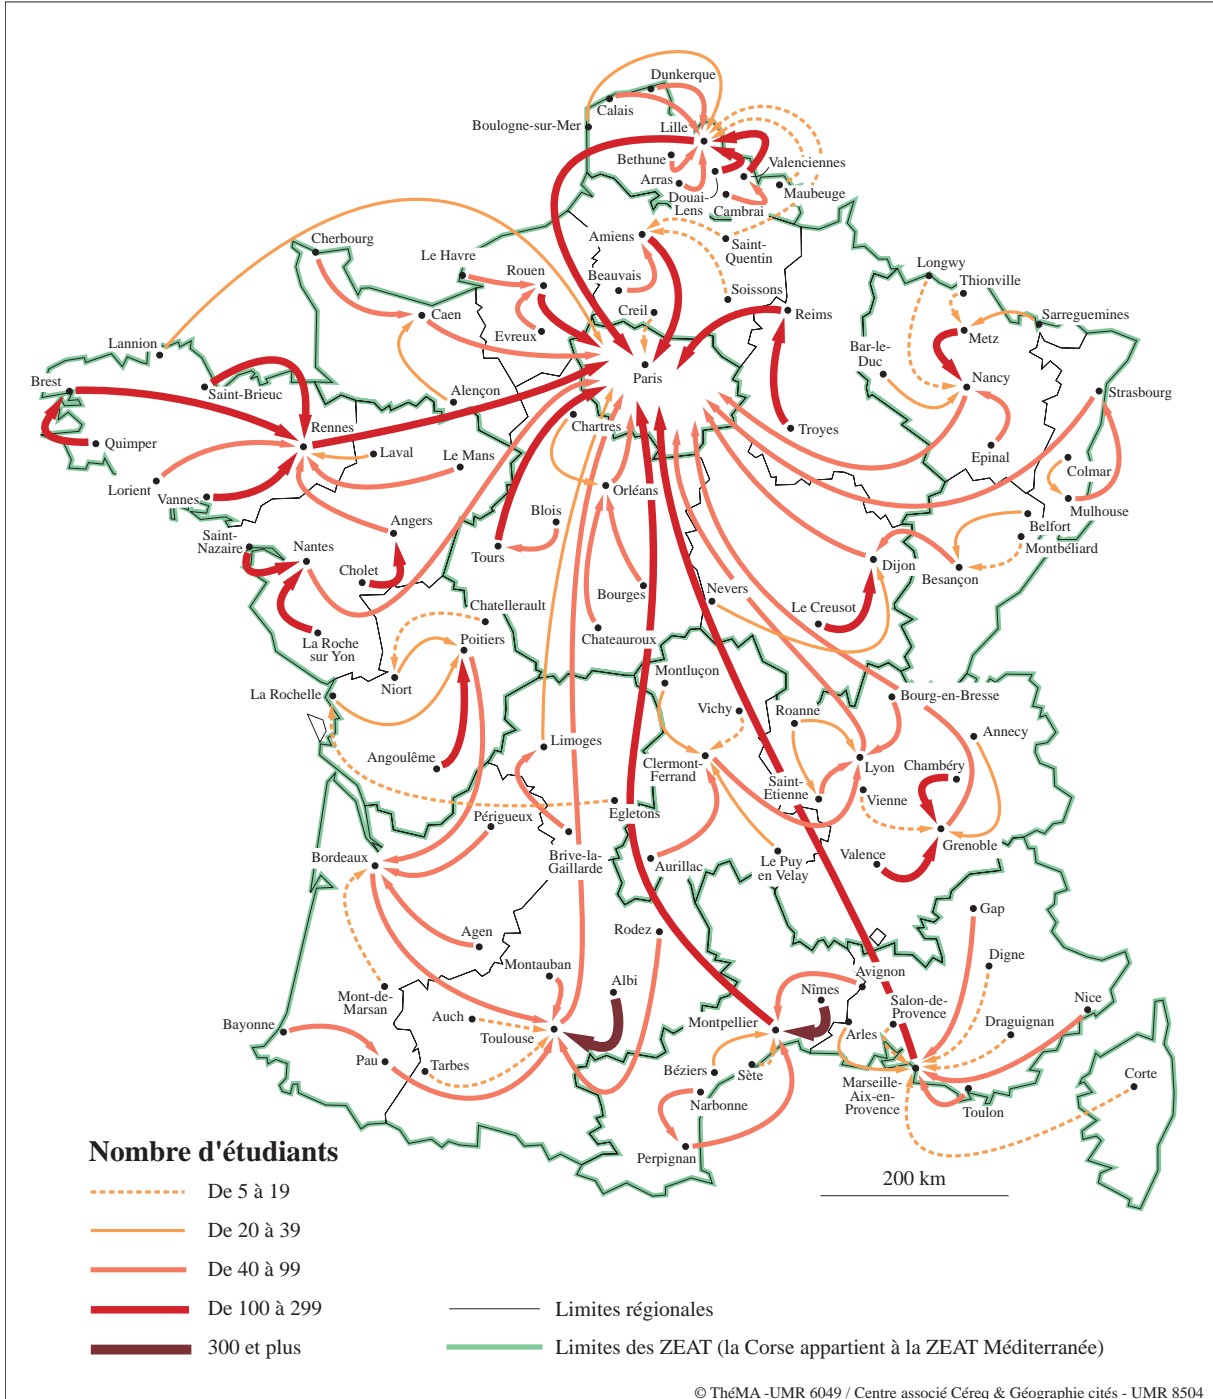 Dunkerque
Calais
Boulogne-sur-Mer
Lille
Bethune
Valenciennes
Arras
Maubeuge
Douai-
Lens
Cambrai
Amiens
Saint-
Quentin
Cherbourg
Le Havre
Rouen
Beauvais
Soissons
Longwy
Thionville
Creil
Reims
Sarreguemines
Caen
Evreux
Metz
Lannion
Bar-le-
Duc
Brest
Paris
Nancy
Saint-Brieuc
Alençon
Strasbourg
Rennes
Chartres
Troyes
Quimper
Laval
Le Mans
Epinal
Colmar
Lorient
Vannes
Orléans
Mulhouse
Blois
Angers
Belfort
Saint-
Nazaire
Nantes
Tours
Montbéliard
Dijon
Besançon
Cholet
Bourges
Nevers
Le Creusot
Chatellerault
La Roche
sur Yon
Poitiers
Chateauroux
Montluçon
Niort
La Rochelle
Bourg-en-Bresse
Vichy
Roanne
Annecy
Limoges
Angoulême
Clermont-
Ferrand
Saint-
Etienne
Lyon
Chambéry
Vienne
Egletons
Périgueux
Grenoble
Bordeaux
Brive-la-
Gaillarde
Aurillac
Le Puy
en Velay
Valence
Gap
Agen
Rodez
Digne
Montauban
Albi
Avignon
Nîmes
Mont-de-
Marsan
Salon-de-
Provence
Nice
Bayonne
Auch
Toulouse
Montpellier
Arles
Draguignan
Pau
Tarbes
Béziers
Sète
Marseille-
Aix-en-
Provence
Corte
Narbonne
Toulon
Perpignan
Nombre d'étudiants
200 km
De 5 à 19
De 20 à 39
De 40 à 99
De 100 à 299
Limites régionales
300 et plus
Limites des ZEAT (la Corse appartient à la ZEAT Méditerranée)
© ThéMA -UMR 6049 / Centre associé Céreq & Géographie cités - UMR 8504